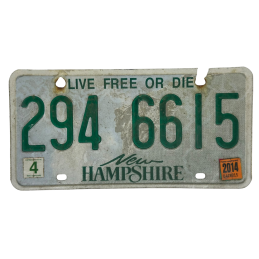 LIVE FREE OR DIE
294 6615
4
New
2014
HAMPSHIRE